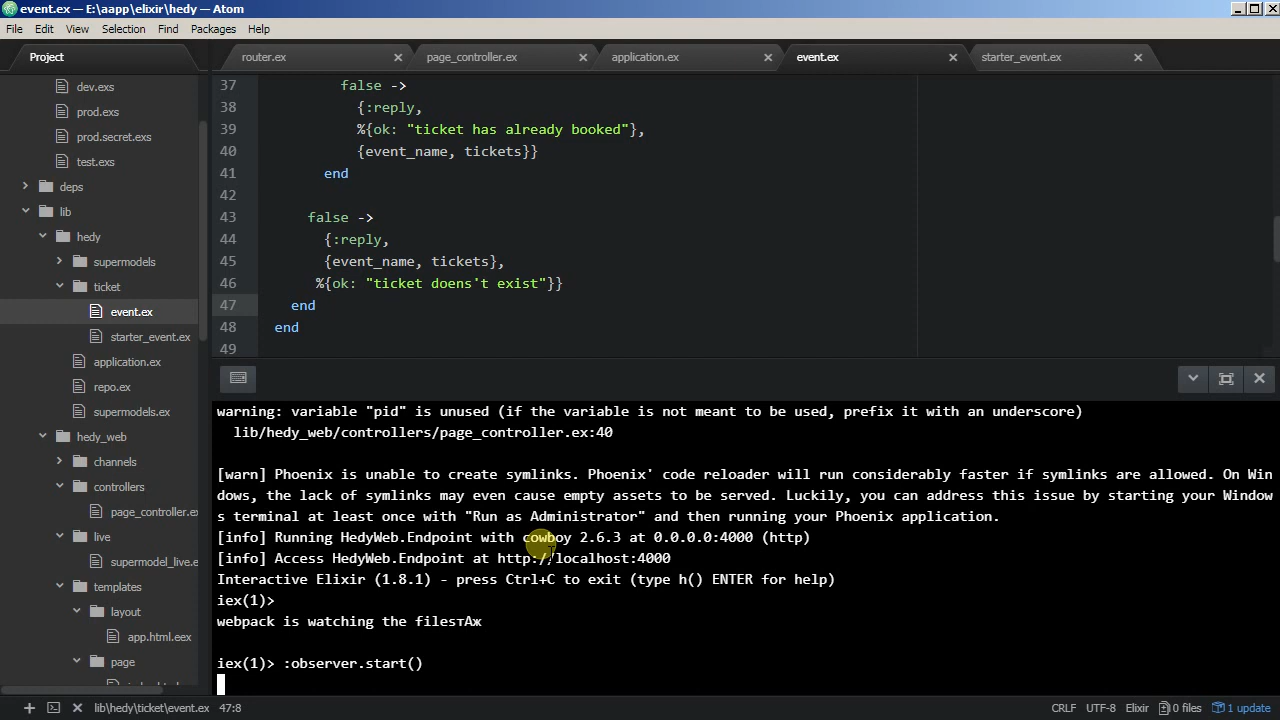 event.ex — E:\aapp\elixir\hedy — Atom
File Edit View Selection Find Packages Help
Project
router.ex page_controller.ex application.ex event.ex starter_event.ex
dev.exs
prod.exs
prod.secret.exs
test.exs
deps
lib
hedy
supermodels
ticket
event.ex
starter_event.ex
application.ex
repo.ex
supermodels.ex
hedy_web
channels
controllers
page_controller.ex
live
supermodel_live.e
templates
layout
app.html.eex
page
37 false ->
38 {:reply,
39 %{ok: "ticket has already booked"},
40 {event_name, tickets}}
41 end
42
43 false ->
44 {:reply,
45 {event_name, tickets},
46 %{ok: "ticket doens't exist"}}
47 end
48 end
49
warning: variable "pid" is unused (if the variable is not meant to be used, prefix it with an underscore)
lib/hedy_web/controllers/page_controller.ex:40
[warn] Phoenix is unable to create symlinks. Phoenix' code reloader will run considerably faster if symlinks are allowed. On Win
dows, the lack of symlinks may even cause empty assets to be served. Luckily, you can address this issue by starting your Window
s terminal at least once with "Run as Administrator" and then running your Phoenix application.
[info] Running HedyWeb.Endpoint with cowboy 2.6.3 at 0.0.0.0:4000 (http)
[info] Access HedyWeb.Endpoint at http://localhost:4000
Interactive Elixir (1.8.1) - press Ctrl+C to exit (type h() ENTER for help)
iex(1)>
webpack is watching the filesтАж
iex(1)> :observer.start()
lib\hedy\ticket\event.ex 47:8 CRLF UTF-8 Elixir 0 files 1 update